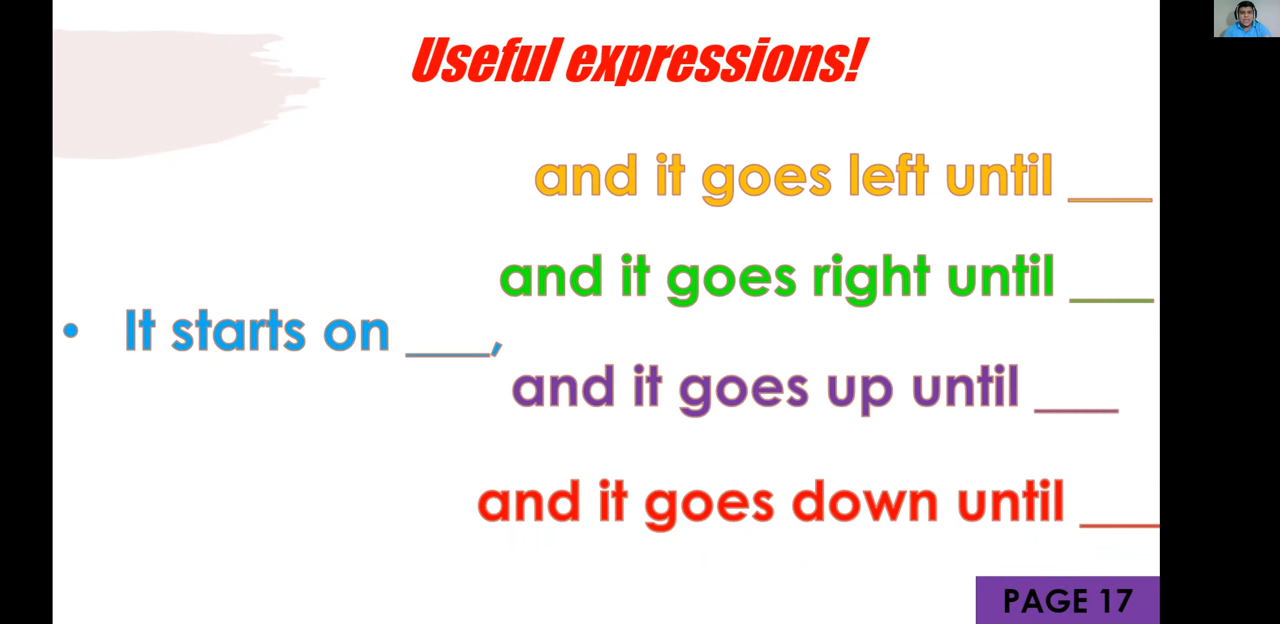 Useful expressions!
and it goes left until ___
and it goes right until ___
• It starts on ___,
and it goes up until ___
and it goes down until ___
PAGE 17